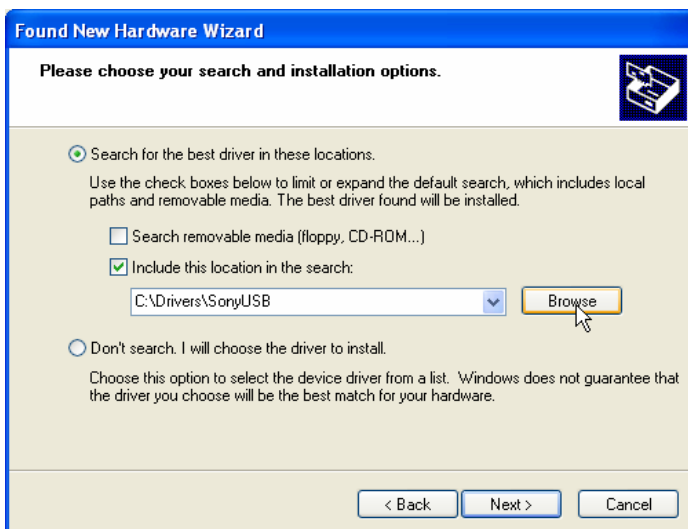 Found New Hardware Wizard
Please choose your search and installation options.
Search for the best driver in these locations.
Use the check boxes below to limit or expand the default search, which includes local
paths and removable media. The best driver found will be installed.
Search removable media (floppy, CD-ROM...)
Include this location in the search:
C:\Drivers\SonyUSB
Browse
Don't search. I will choose the driver to install.
Choose this option to select the device driver from a list. Windows does not guarantee that
the driver you choose will be the best match for your hardware.
< Back
Next >
Cancel